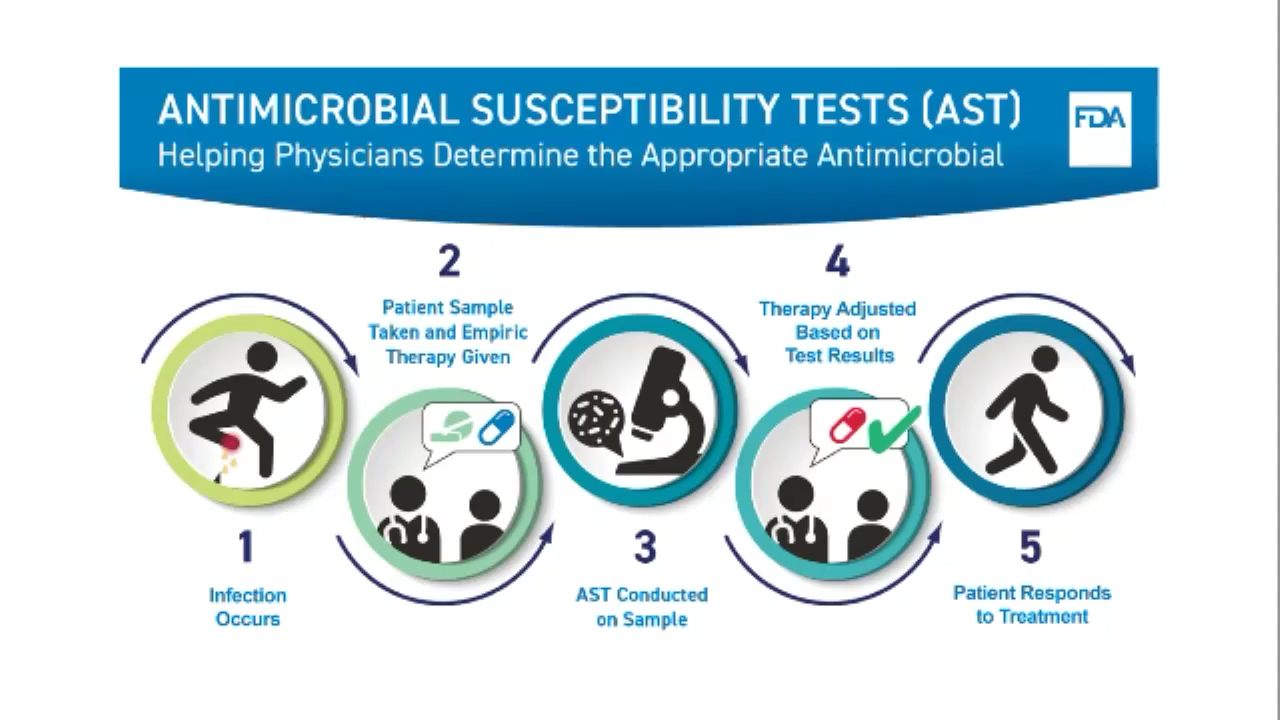 ANTIMICROBIAL SUSCEPTIBILITY TESTS (AST)
Helping Physicians Determine the Appropriate Antimicrobial
FDA
1
Infection
Occurs
2
Patient Sample
Taken and Empiric
Therapy Given
3
AST Conducted
on Sample
4
Therapy Adjusted
Based on
Test Results
5
Patient Responds
to Treatment